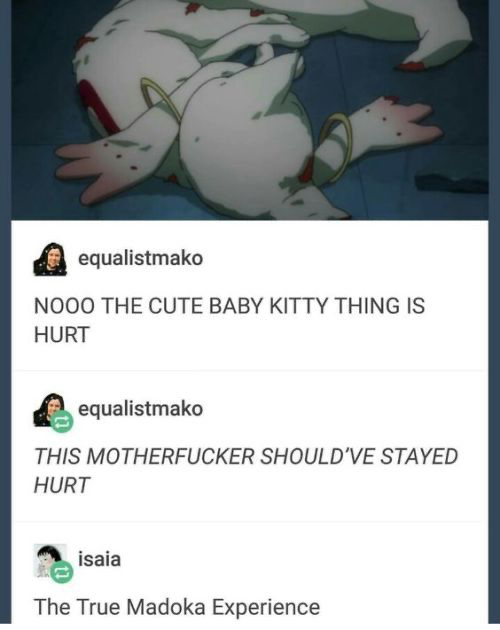 equalistmako
NOOO THE CUTE BABY KITTY THING IS
HURT
equalistmako
THIS MOTHERFUCKER SHOULD'VE STAYED
HURT
isaia
The True Madoka Experience